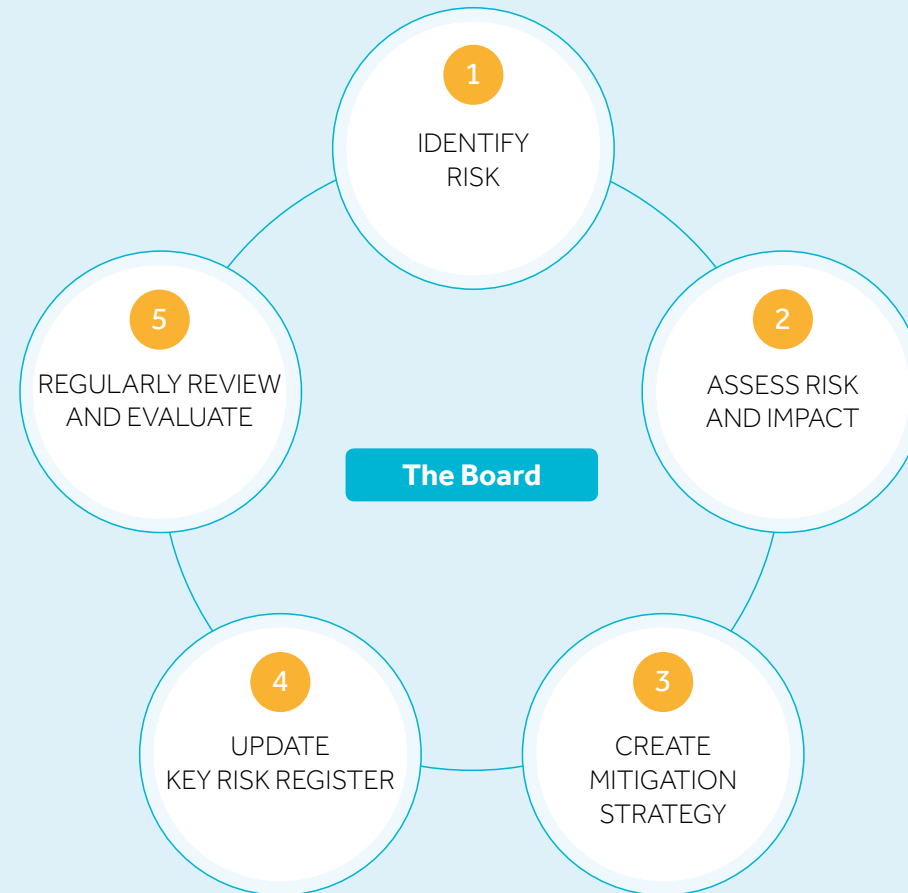 1
IDENTIFY
RISK
2
ASSESS RISK
AND IMPACT
3
CREATE
MITIGATION
STRATEGY
4
UPDATE
KEY RISK REGISTER
5
REGULARLY REVIEW
AND EVALUATE
The Board